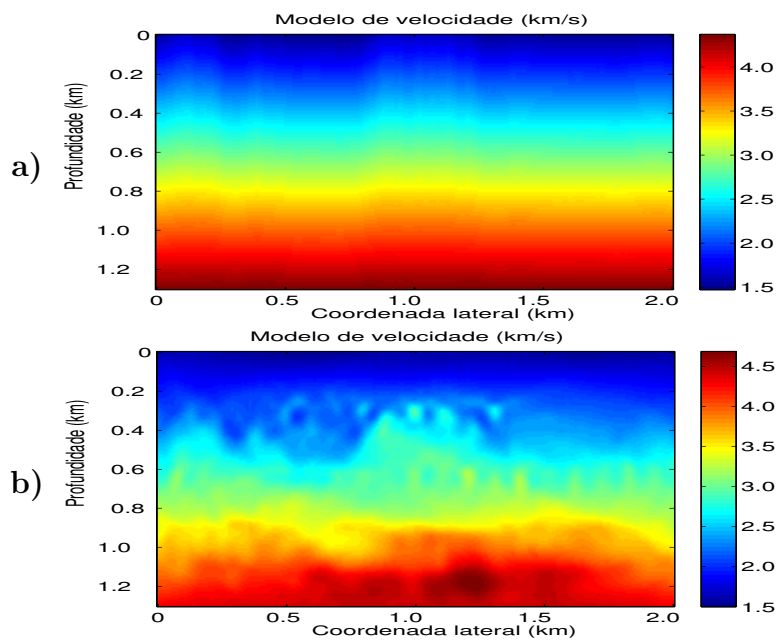 Modelo de velocidade (km/s)
0
0.2
0.4
0.6
0.8
1.0
1.2
Profundidade (km)
a)
0 0.5 1.0 1.5 2.0
Coordenada lateral (km)
4.0
3.5
3.0
2.5
2.0
1.5
Modelo de velocidade (km/s)
0
0.2
0.4
0.6
0.8
1.0
1.2
Profundidade (km)
b)
0 0.5 1.0 1.5 2.0
Coordenada lateral (km)
4.5
4.0
3.5
3.0
2.5
2.0
1.5